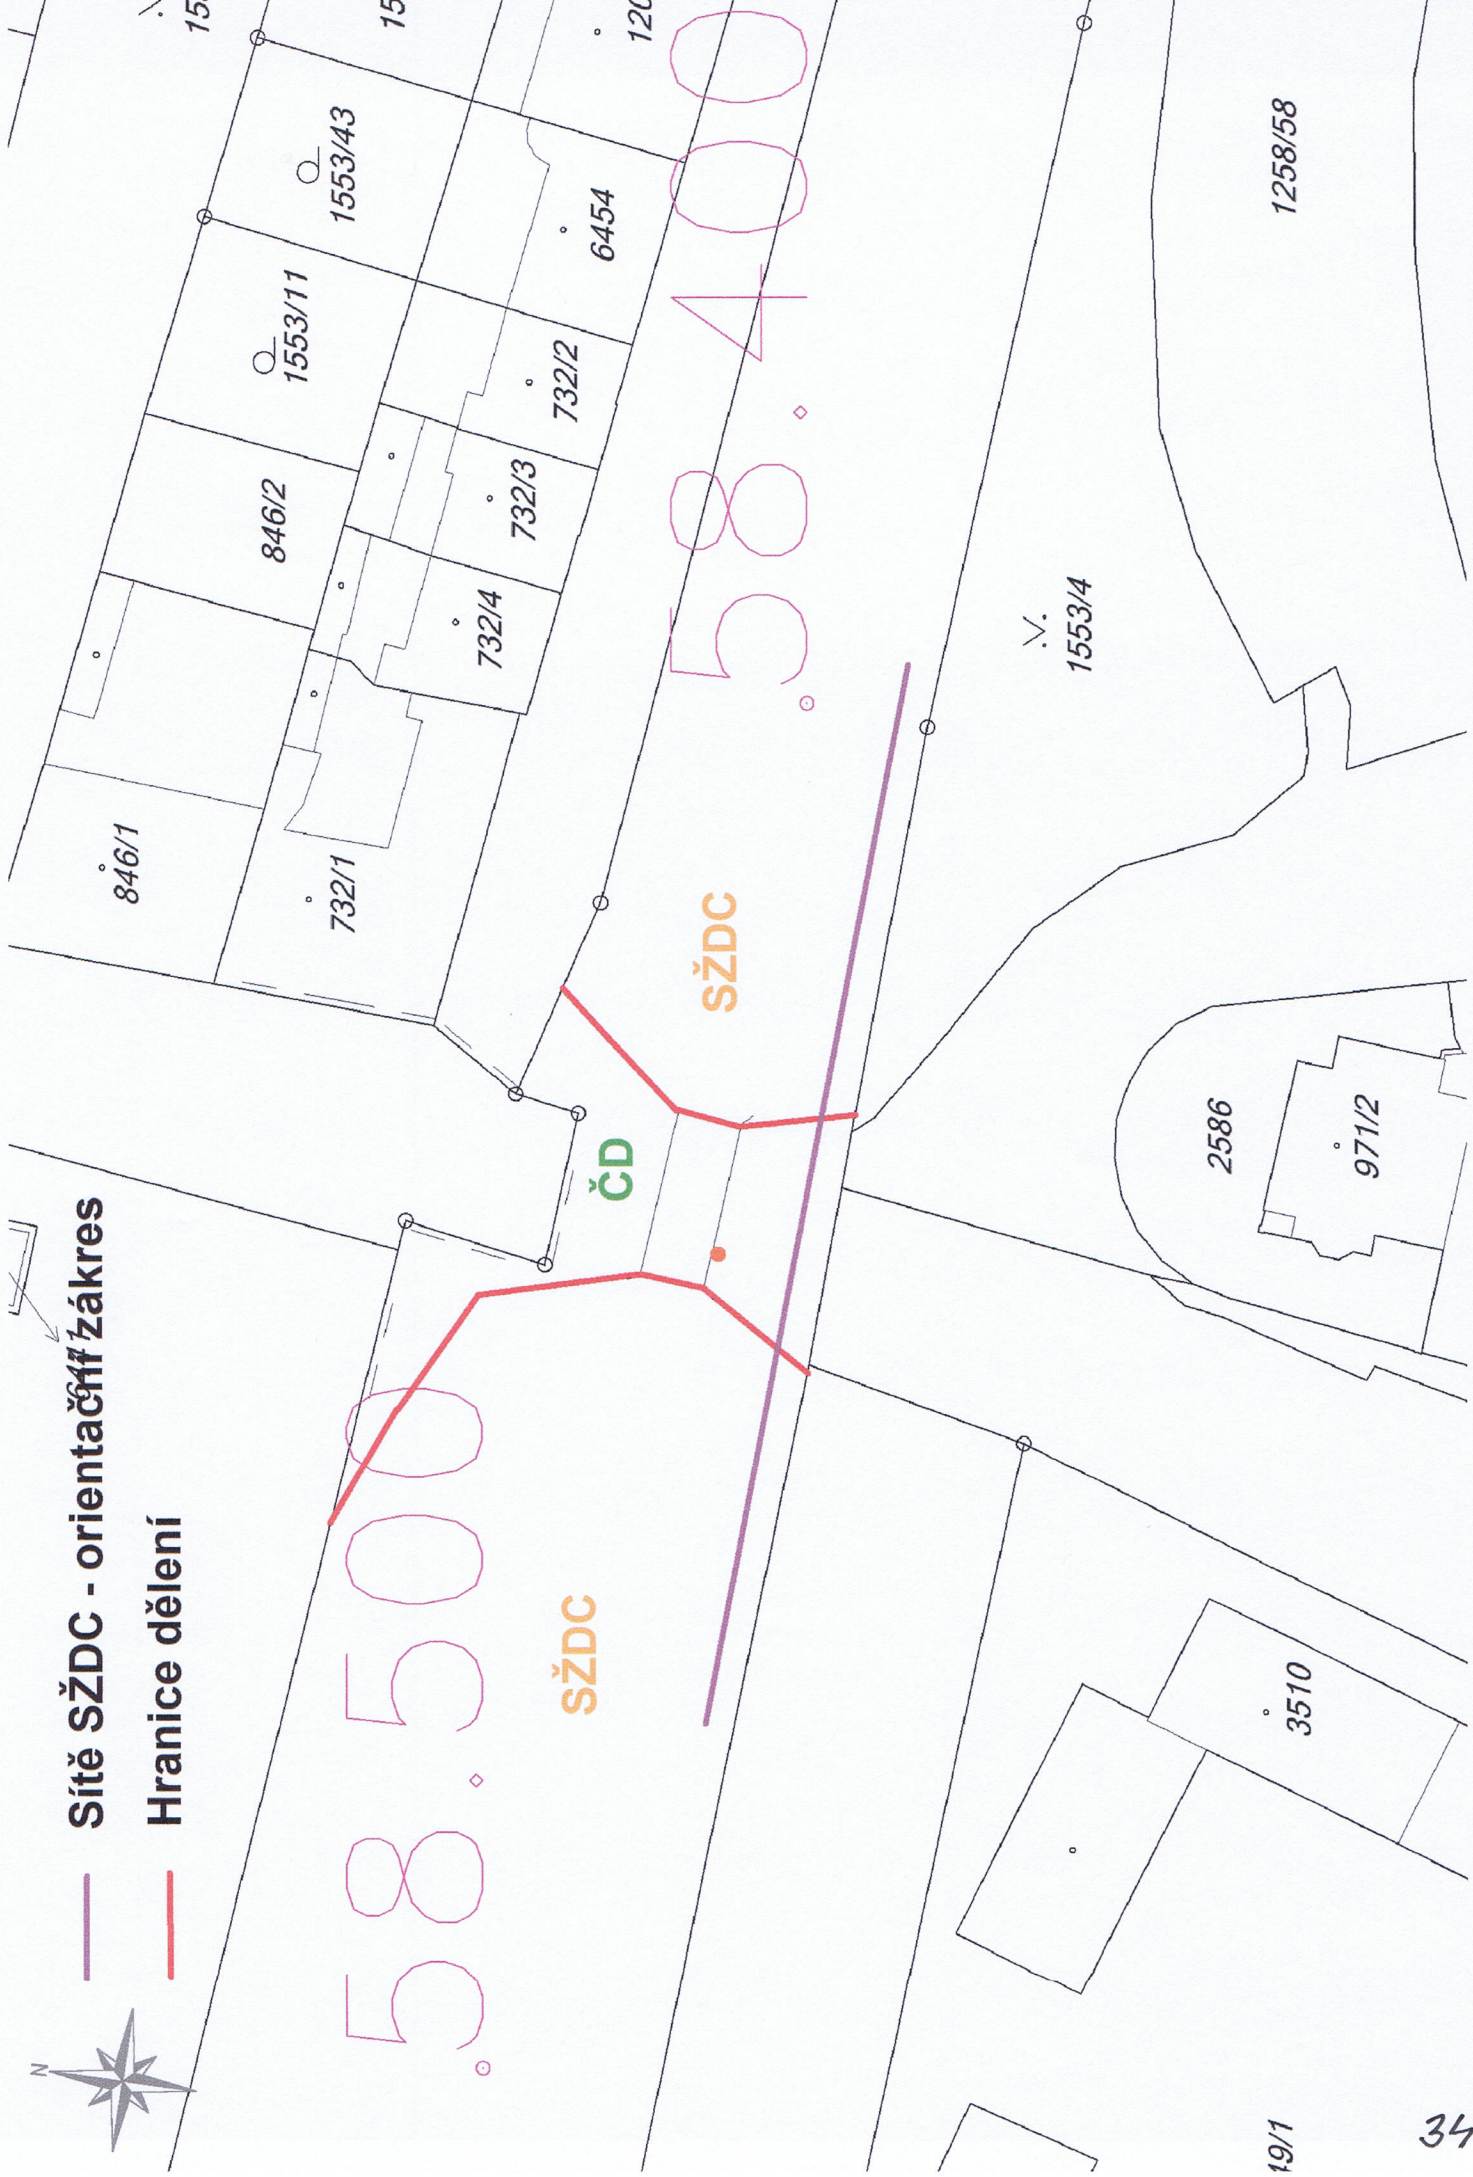 Sítě SŽDC - orientační zákres
Hranice dělení
N
846/1
732/1
846/2
732/4
732/3
732/2
1553/11
1553/43
6454
58.500
58.400
SŽDC
ČD
SŽDC
1553/4
1258/58
2586
971/2
3510
34